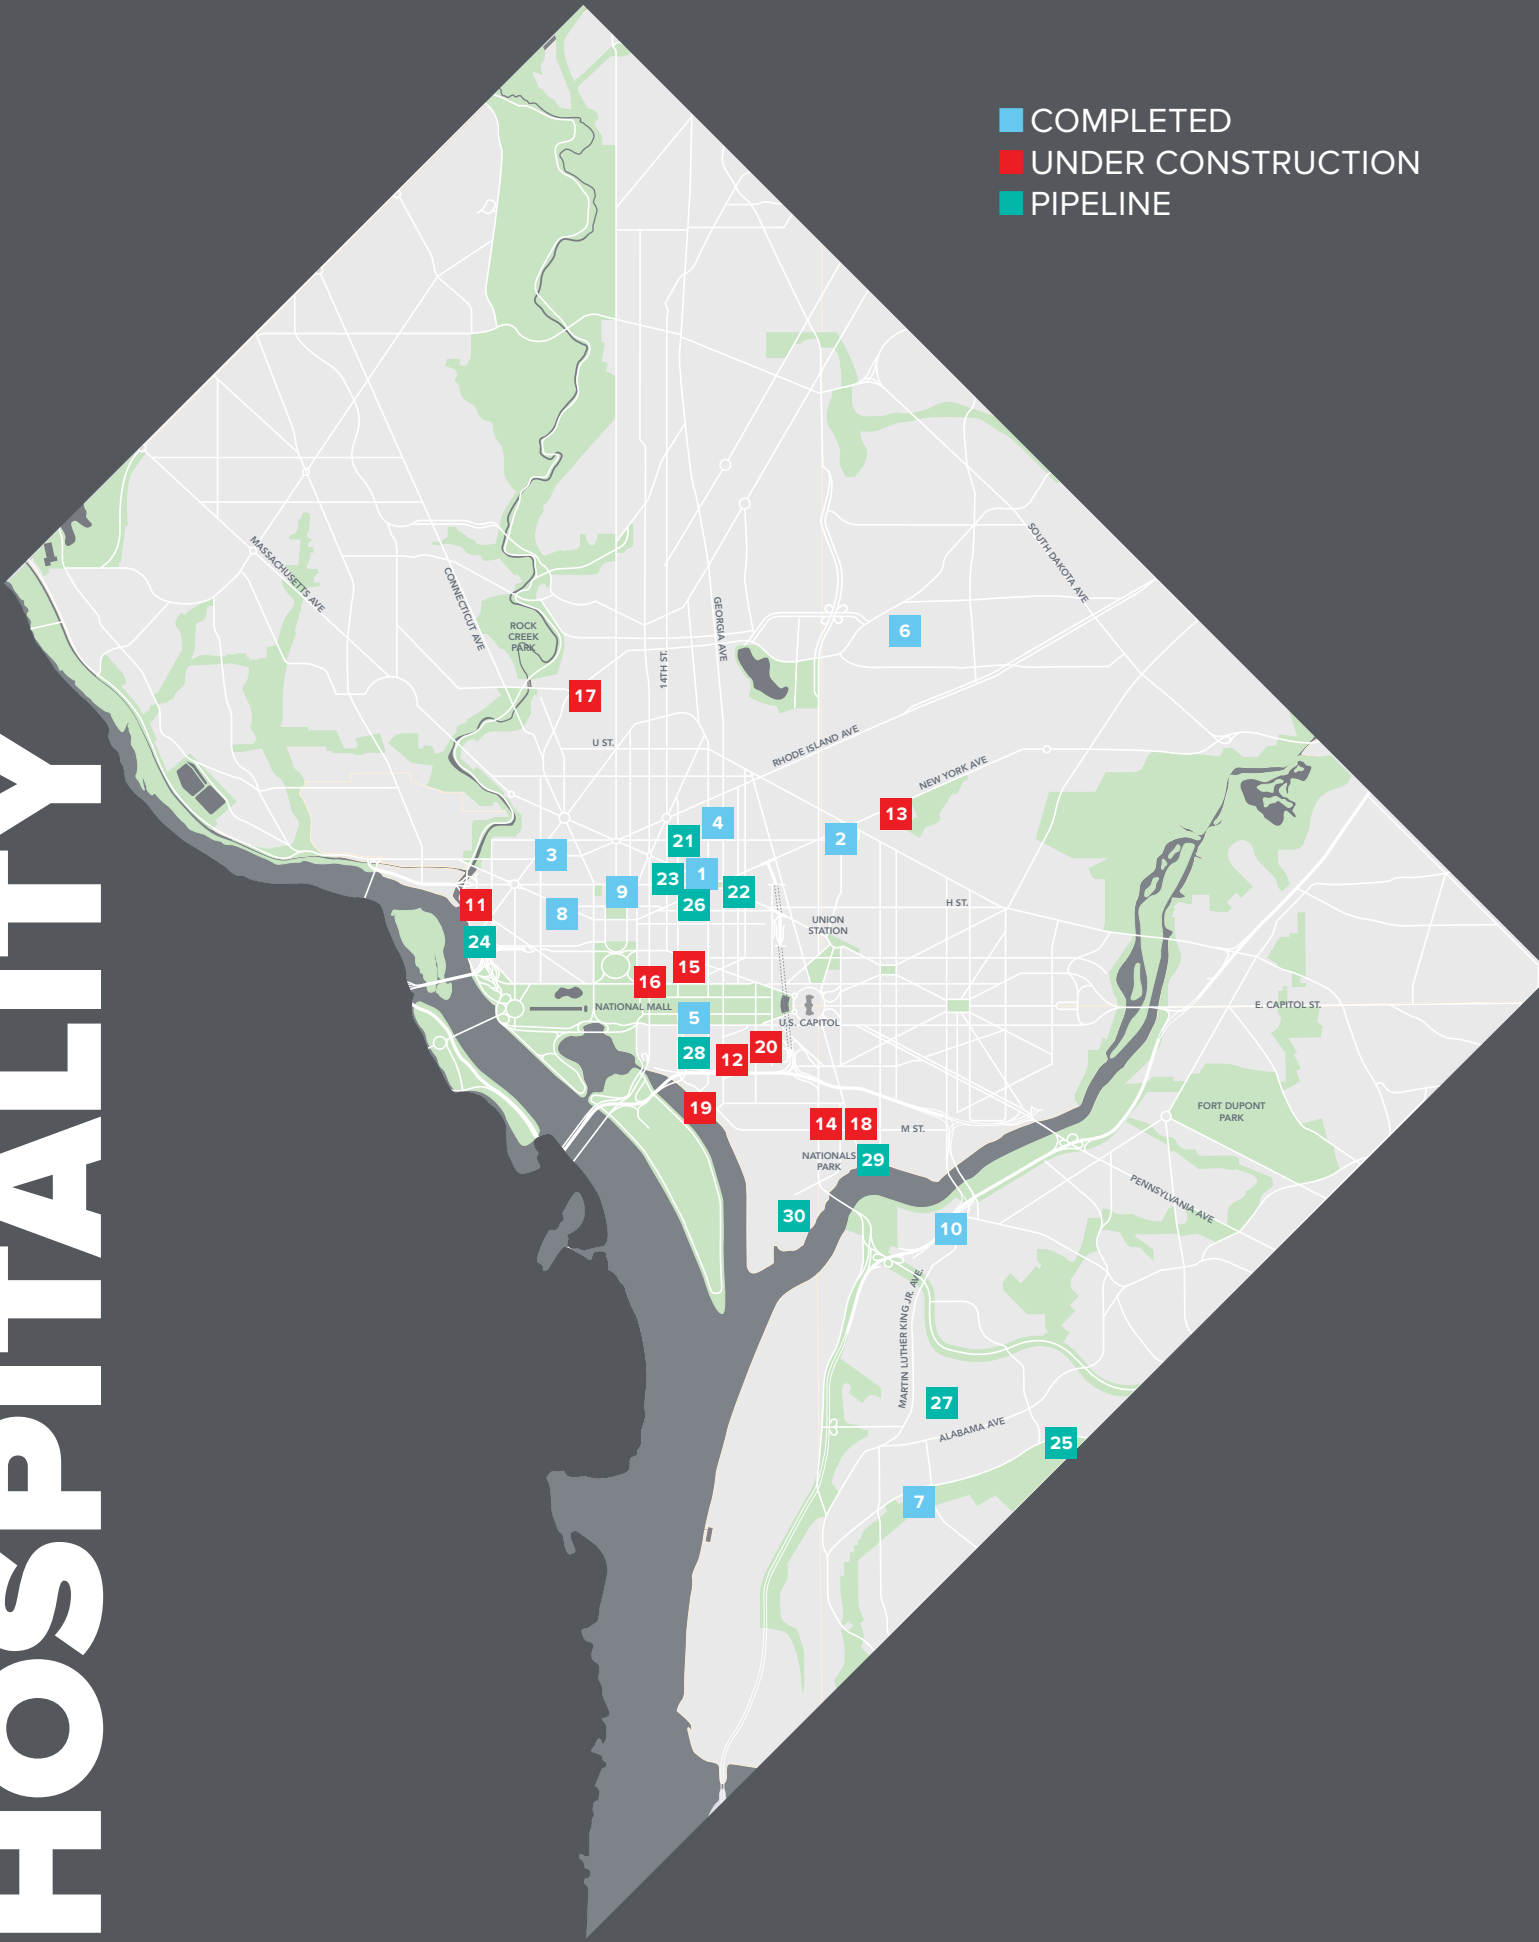 COMPLETED
UNDER CONSTRUCTION
PIPELINE
HOSPITALITY
MASSACHUSETTS AVE
CONNECTICUT AVE
ROCK
CREEK
PARK
14TH ST.
GEORGIA AVE
SOUTH DAKOTA AVE
6
17
U ST.
RHODE ISLAND AVE
NEW YORK AVE
13
4
21
2
3
23
1
9
22
26
11
8
H ST.
UNION
STATION
24
15
16
NATIONAL MALL
5
U.S. CAPITOL
E. CAPITOL ST.
28
12
20
19
FORT DUPONT
PARK
14
18
M ST.
NATIONALS
PARK
29
PENNSYLVANIA AVE
30
10
MARTIN LUTHER KING JR. AVE.
27
ALABAMA AVE
25
7